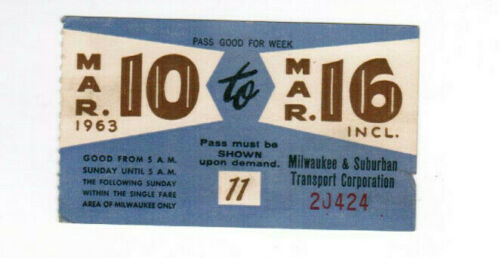 PASS GOOD FOR WEEK
MAR. 10 to MAR. 16
1963
INCL.
Pass must be
SHOWN
upon demand.
GOOD FROM 5 A.M.
SUNDAY UNTIL 5 A.M.
THE FOLLOWING SUNDAY
WITHIN THE SINGLE FARE
AREA OF MILWAUKEE ONLY
11
Milwaukee & Suburban
Transport Corporation
20424